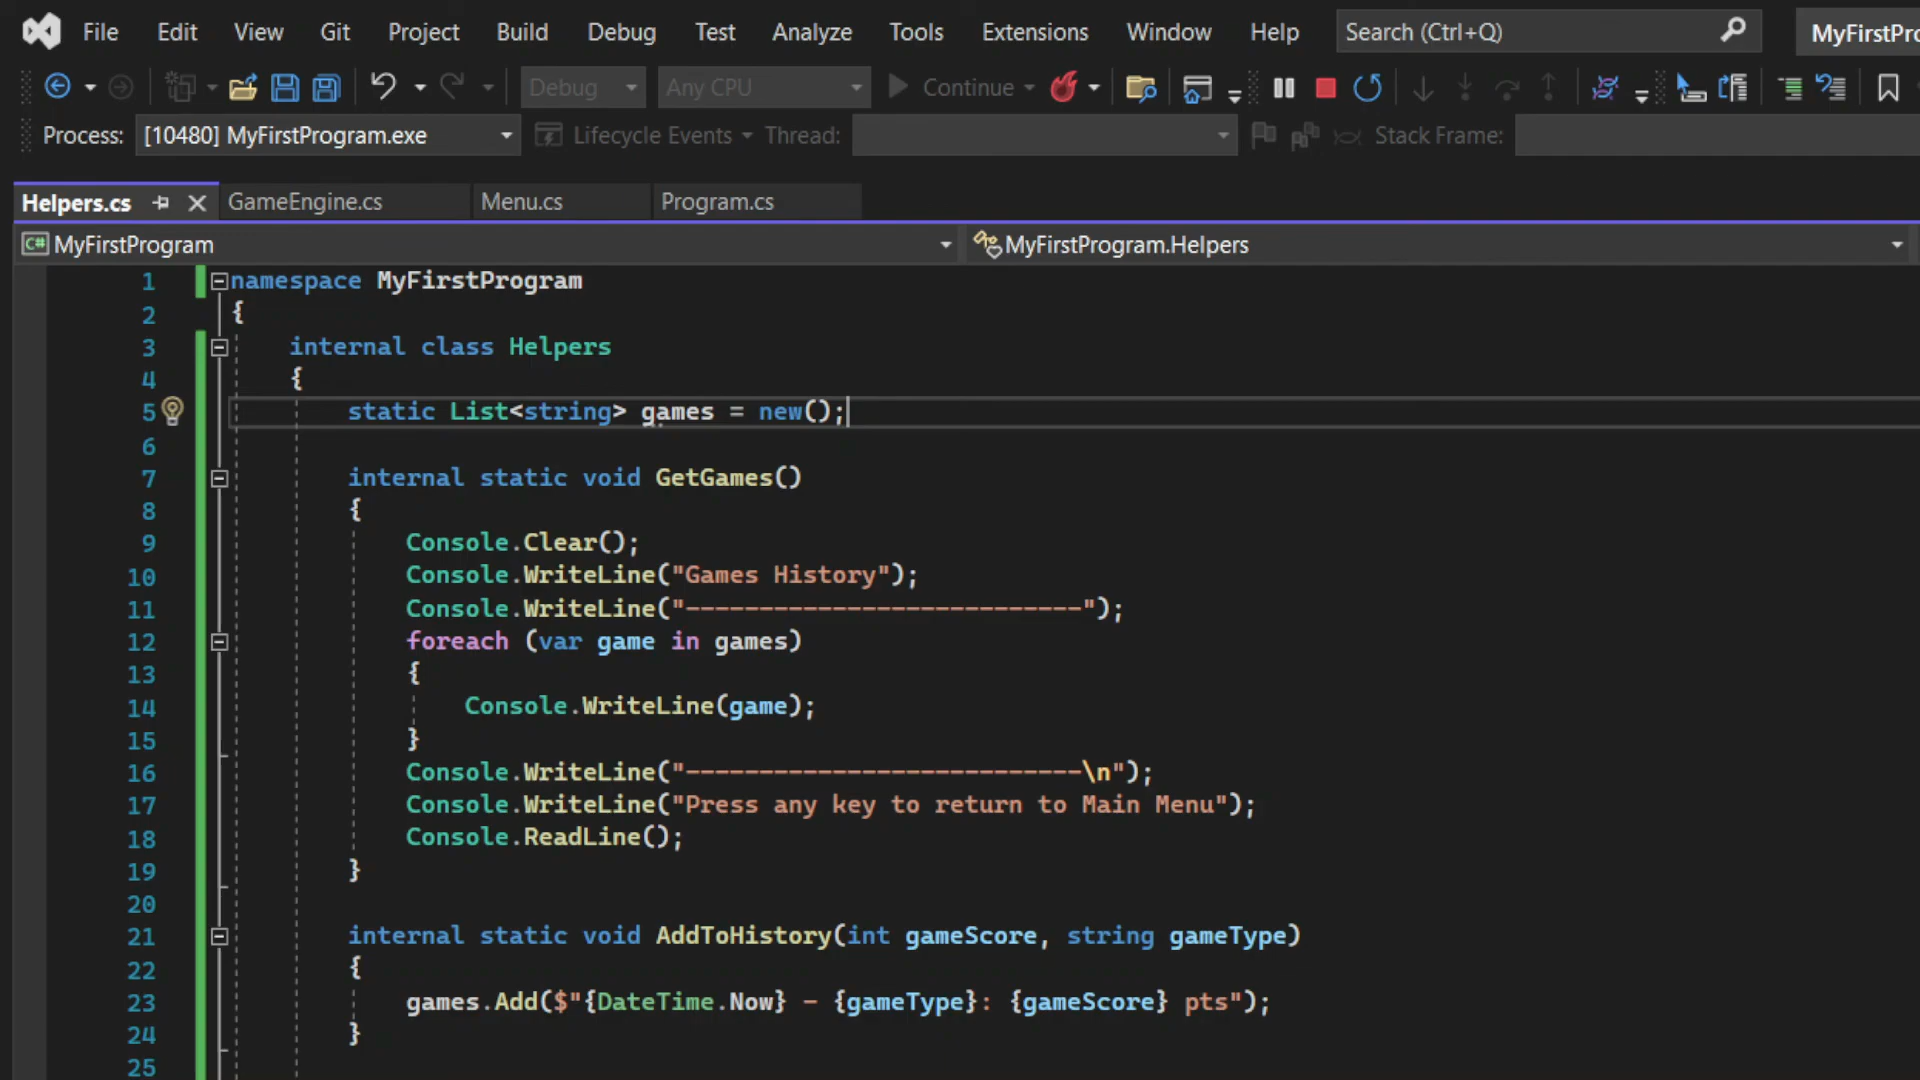 File Edit View Git Project Build Debug Test Analyze Tools Extensions Window Help Search (Ctrl+Q) MyFirstPro
Debug Any CPU Continue
Process: [10480] MyFirstProgram.exe Lifecycle Events Thread: Stack Frame:
Helpers.cs GameEngine.cs Menu.cs Program.cs
C# MyFirstProgram MyFirstProgram.Helpers
1 namespace MyFirstProgram
2 {
3 internal class Helpers
4 {
5 static List<string> games = new();
6
7 internal static void GetGames()
8 {
9 Console.Clear();
10 Console.WriteLine("Games History");
11 Console.WriteLine("---------------------------");
12 foreach (var game in games)
13 {
14 Console.WriteLine(game);
15 }
16 Console.WriteLine("---------------------------\n");
17 Console.WriteLine("Press any key to return to Main Menu");
18 Console.ReadLine();
19 }
20
21 internal static void AddToHistory(int gameScore, string gameType)
22 {
23 games.Add($"{DateTime.Now} - {gameType}: {gameScore} pts");
24 }
25